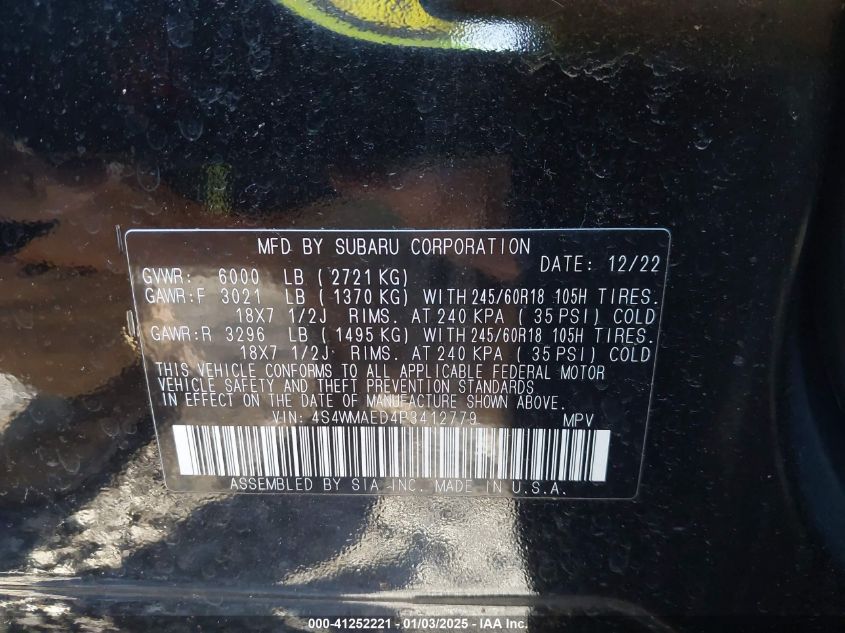 MFD BY SUBARU CORPORATION
DATE: 12/22
GVWR: 6000 LB (2721 KG)
GAWR:F 3021 LB (1370 KG) WITH 245/60R18 105H TIRES.
18X7 1/2J RIMS. AT 240 KPA (35 PSI) COLD
GAWR:R 3296 LB (1495 KG) WITH 245/60R18 105H TIRES.
18X7 1/2J RIMS. AT 240 KPA (35 PSI) COLD
THIS VEHICLE CONFORMS TO ALL APPLICABLE FEDERAL MOTOR
VEHICLE SAFETY AND THEFT PREVENTION STANDARDS
IN EFFECT ON THE DATE OF MANUFACTURE SHOWN ABOVE.
VIN: 4S4WMAED4P3412779 MPV
ASSEMBLED BY SIA INC. MADE IN U.S.A.
000-41252221 - 01/03/2025 - IAA Inc.